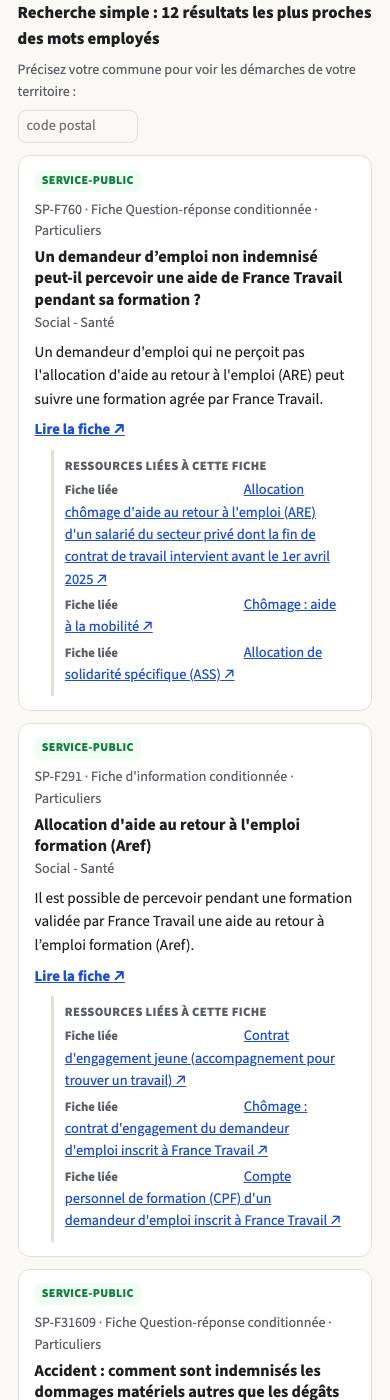 Recherche simple : 12 résultats les plus proches
des mots employés
Précisez votre commune pour voir les démarches de votre
territoire :
code postal
SERVICE-PUBLIC
SP-F760 · Fiche Question-réponse conditionnée ·
Particuliers
Un demandeur d’emploi non indemnisé
peut-il percevoir une aide de France Travail
pendant sa formation ?
Social - Santé
Un demandeur d'emploi qui ne perçoit pas
l'allocation d'aide au retour à l'emploi (ARE) peut
suivre une formation agrée par France Travail.
Lire la fiche ↗
RESSOURCES LIÉES À CETTE FICHE
Fiche liée Allocation
chômage d'aide au retour à l'emploi (ARE)
d'un salarié du secteur privé dont la fin de
contrat de travail intervient avant le 1er avril
2025 ↗
Fiche liée Chômage : aide
à la mobilité ↗
Fiche liée Allocation de
solidarité spécifique (ASS) ↗
SERVICE-PUBLIC
SP-F291 · Fiche d'information conditionnée ·
Particuliers
Allocation d'aide au retour à l'emploi
formation (Aref)
Social - Santé
Il est possible de percevoir pendant une formation
validée par France Travail une aide au retour à
l’emploi formation (Aref).
Lire la fiche ↗
RESSOURCES LIÉES À CETTE FICHE
Fiche liée Contrat
d'engagement jeune (accompagnement pour
trouver un travail) ↗
Fiche liée Chômage :
contrat d'engagement du demandeur
d'emploi inscrit à France Travail ↗
Fiche liée Compte
personnel de formation (CPF) d'un
demandeur d'emploi inscrit à France Travail ↗
SERVICE-PUBLIC
SP-F31609 · Fiche Question-réponse conditionnée ·
Particuliers
Accident : comment sont indemnisés les
dommages matériels autres que les dégâts